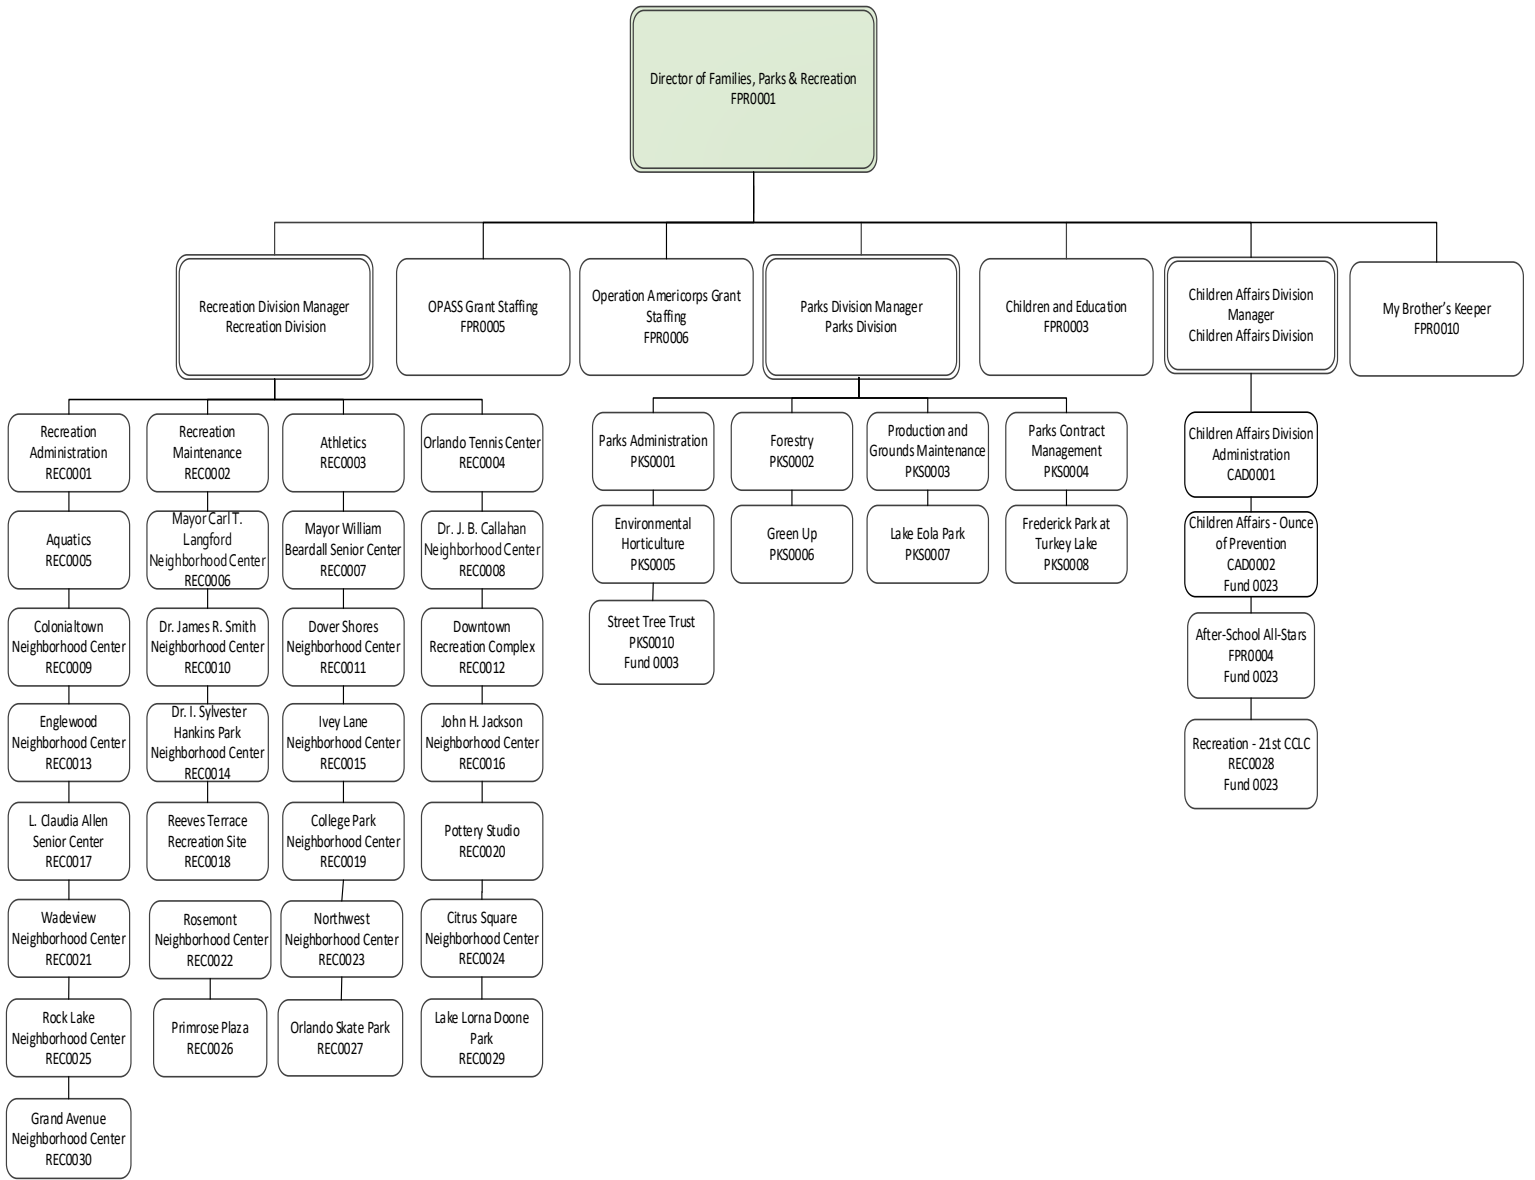 Director of Families, Parks & Recreation
FPR0001
Recreation Division Manager
Recreation Division
OPASS Grant Staffing
FPR0005
Operation Americorps Grant
Staffing
FPR0006
Parks Division Manager
Parks Division
Children and Education
FPR0003
Children Affairs Division
Manager
Children Affairs Division
My Brother's Keeper
FPR0010
Recreation
Administration
REC0001
Recreation
Maintenance
REC0002
Athletics
REC0003
Orlando Tennis Center
REC0004
Parks Administration
PKS0001
Forestry
PKS0002
Production and
Grounds Maintenance
PKS0003
Parks Contract
Management
PKS0004
Children Affairs Division
Administration
CAD0001
Aquatics
REC0005
Mayor Carl T.
Langford
Neighborhood Center
REC0006
Mayor William
Beardall Senior Center
REC0007
Dr. J. B. Callahan
Neighborhood Center
REC0008
Environmental
Horticulture
PKS0005
Green Up
PKS0006
Lake Eola Park
PKS0007
Frederick Park at
Turkey Lake
PKS0008
Children Affairs - Ounce
of Prevention
CAD0002
Fund 0023
Colonialtown
Neighborhood Center
REC0009
Dr. James R. Smith
Neighborhood Center
REC0010
Dover Shores
Neighborhood Center
REC0011
Downtown
Recreation Complex
REC0012
Street Tree Trust
PKS0010
Fund 0003
After-School All-Stars
FPR0004
Fund 0023
Englewood
Neighborhood Center
REC0013
Dr. I. Sylvester
Hankins Park
Neighborhood Center
REC0014
Ivey Lane
Neighborhood Center
REC0015
John H. Jackson
Neighborhood Center
REC0016
Recreation - 21st CCLC
REC0028
Fund 0023
L. Claudia Allen
Senior Center
REC0017
Reeves Terrace
Recreation Site
REC0018
College Park
Neighborhood Center
REC0019
Pottery Studio
REC0020
Wadeview
Neighborhood Center
REC0021
Rosemont
Neighborhood Center
REC0022
Northwest
Neighborhood Center
REC0023
Citrus Square
Neighborhood Center
REC0024
Rock Lake
Neighborhood Center
REC0025
Primrose Plaza
REC0026
Orlando Skate Park
REC0027
Lake Lorna Doone
Park
REC0029
Grand Avenue
Neighborhood Center
REC0030